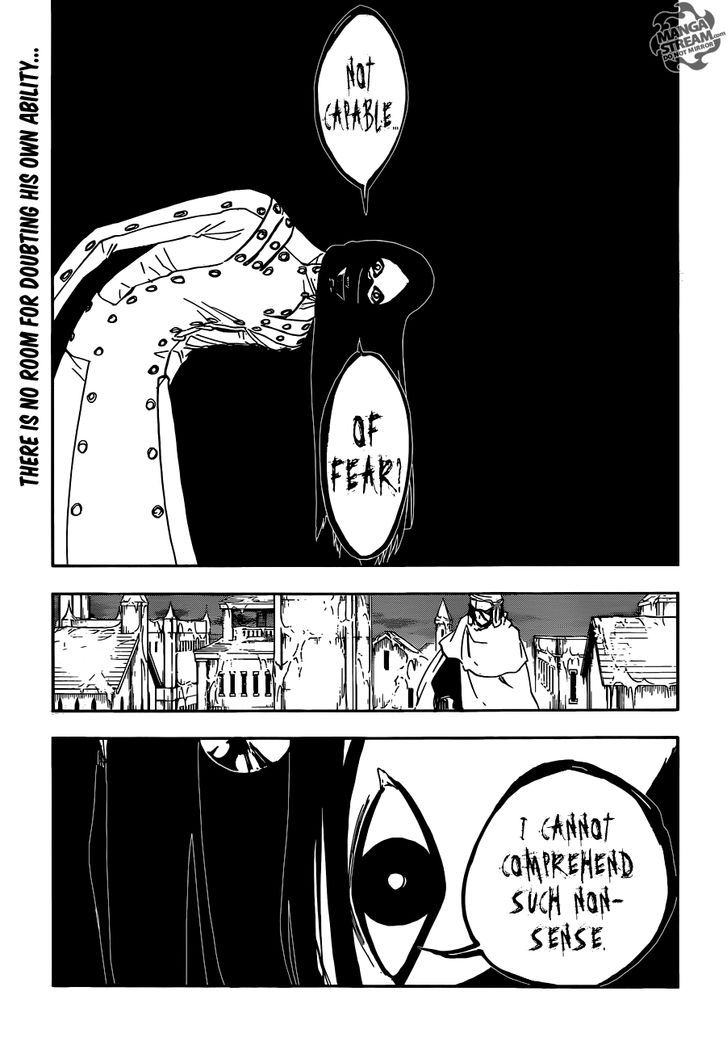 THERE IS NO ROOM FOR DOUBTING HIS OWN ABILITY...
MANGA
STREAM.com
DO NOT MIRROR
NOT
CAPABLE...
OF
FEAR?
I CANNOT
COMPREHEND
SUCH NON-
SENSE.